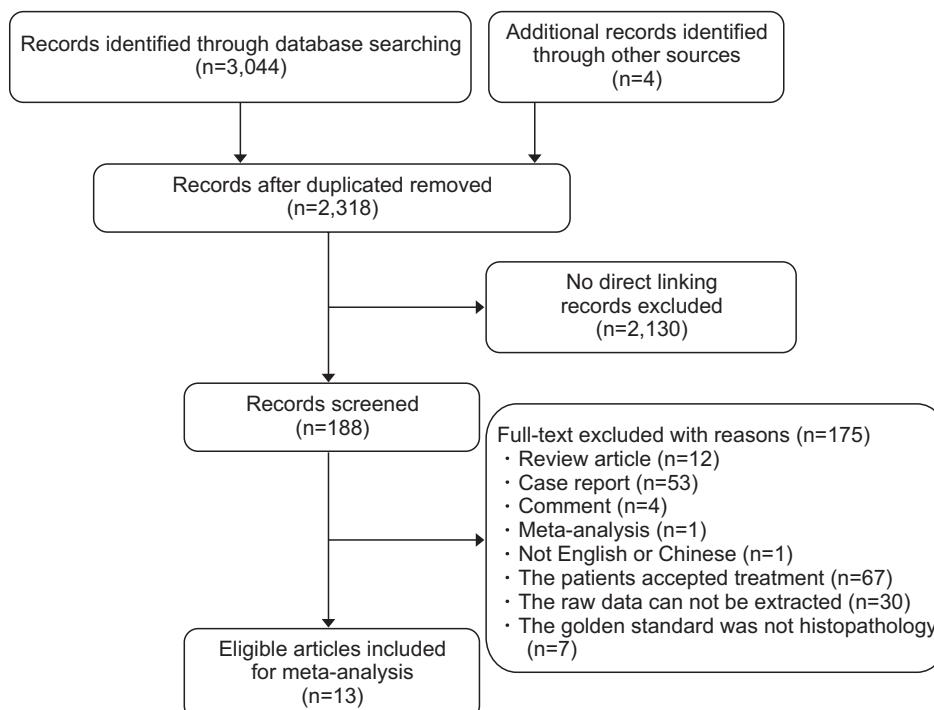 Records identified through database searching
(n=3,044)
Additional records identified
through other sources
(n=4)
Records after duplicated removed
(n=2,318)
No direct linking
records excluded
(n=2,130)
Records screened
(n=188)
Full-text excluded with reasons (n=175)
· Review article (n=12)
· Case report (n=53)
· Comment (n=4)
· Meta-analysis (n=1)
· Not English or Chinese (n=1)
· The patients accepted treatment (n=67)
· The raw data can not be extracted (n=30)
· The golden standard was not histopathology
(n=7)
Eligible articles included
for meta-analysis
(n=13)